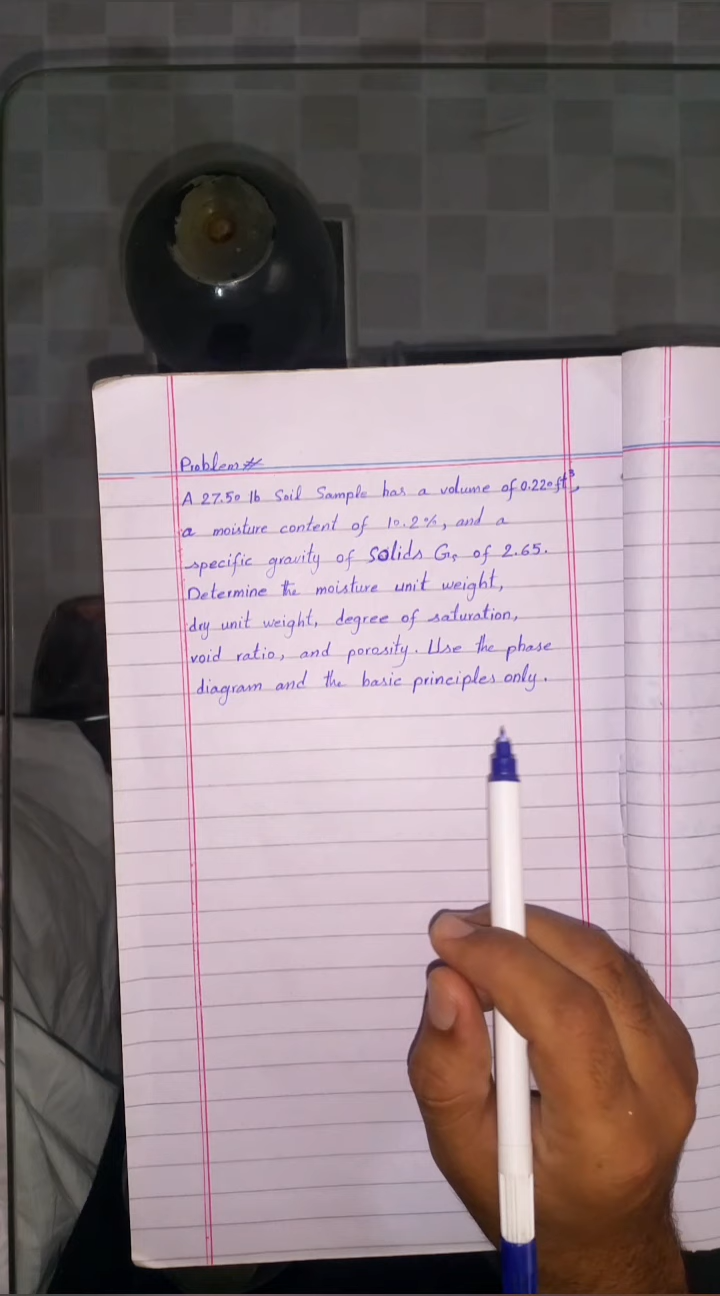 Problem #
A 27.50 lb Soil Sample has a volume of 0.220 ft³,
a moisture content of 10.2%, and a
specific gravity of Solids Gs of 2.65.
Determine the moisture unit weight,
dry unit weight, degree of saturation,
void ratio, and porosity. Use the phase
diagram and the basic principles only.